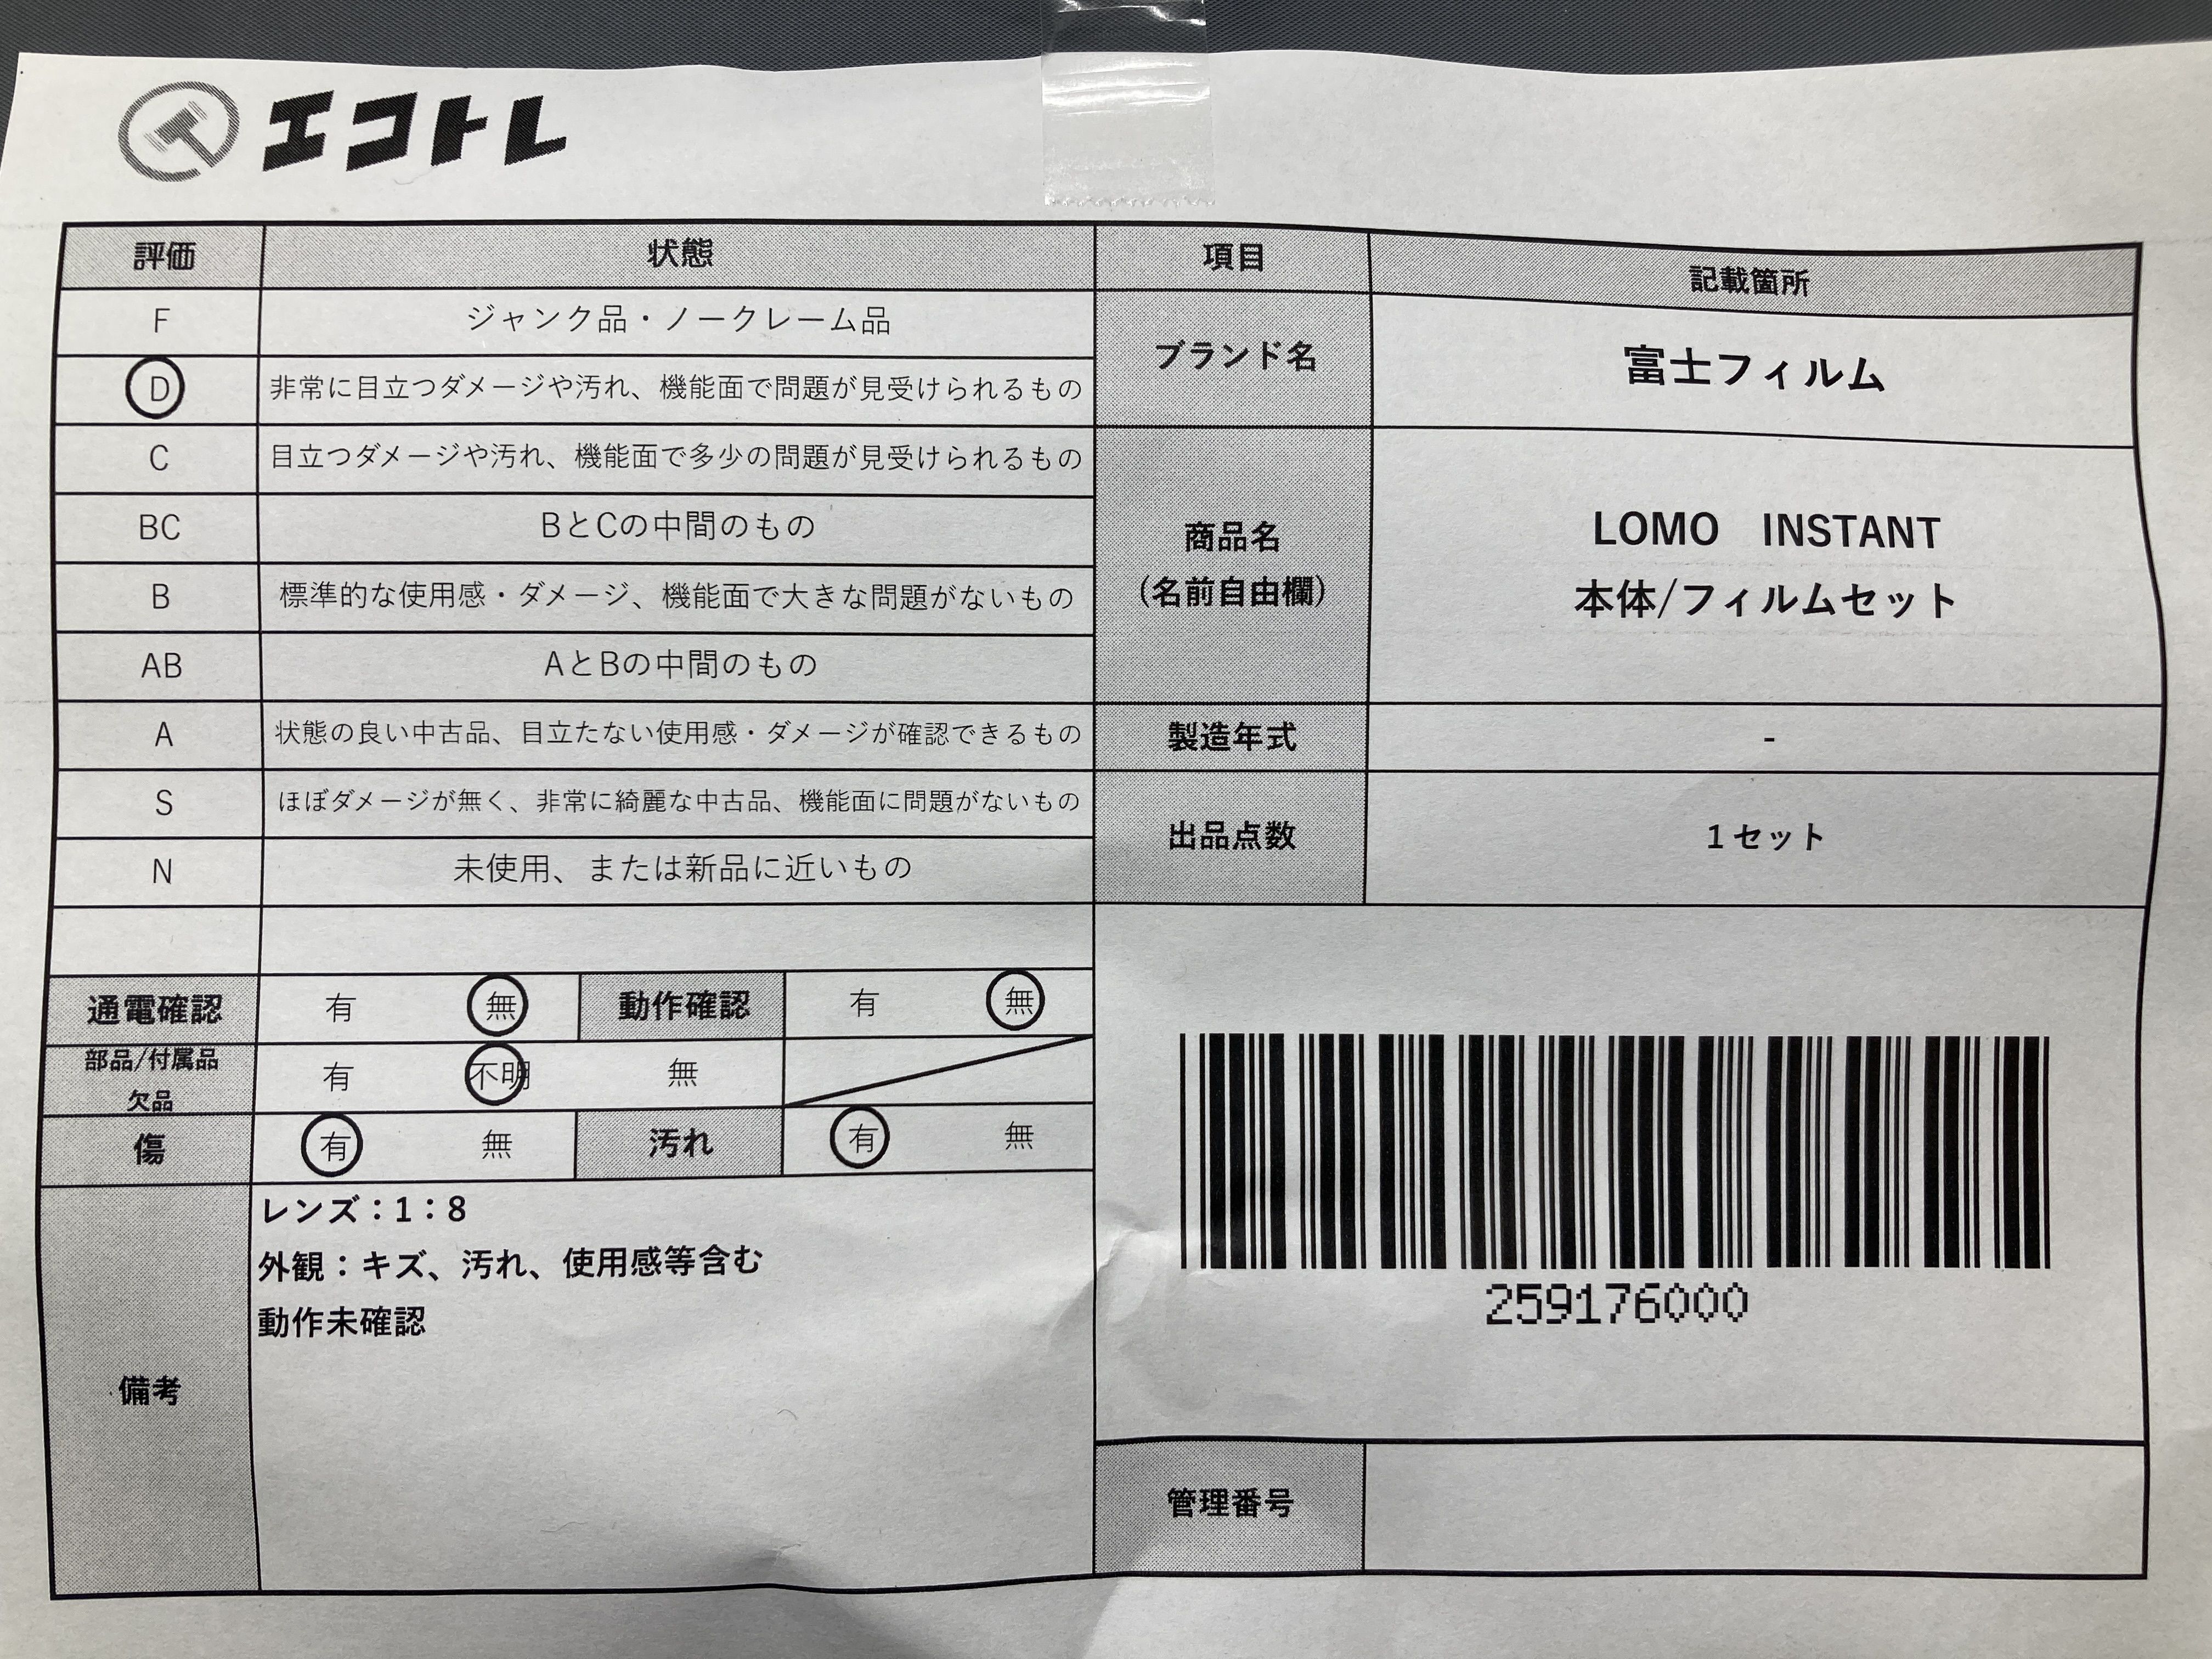 エコトレ
評価 状態 項目 記載箇所
F ジャンク品・ノークレーム品
D 非常に目立つダメージや汚れ、機能面で問題が見受けられるもの
ブランド名 富士フィルム
C 目立つダメージや汚れ、機能面で多少の問題が見受けられるもの
BC BとCの中間のもの
B 標準的な使用感・ダメージ、機能面で大きな問題がないもの
AB AとBの中間のもの
商品名
(名前自由欄)
LOMO INSTANT
本体/フィルムセット
A 状態の良い中古品、目立たない使用感・ダメージが確認できるもの
製造年式 -
S ほぼダメージが無く、非常に綺麗な中古品、機能面に問題がないもの
N 未使用、または新品に近いもの
出品点数 1セット
通電確認 有 無 動作確認 有 無
部品/付属品
欠品
有 不明 無
傷 有 無 汚れ 有 無
備考
レンズ：1：8
外観：キズ、汚れ、使用感等含む
動作未確認
259176000
管理番号